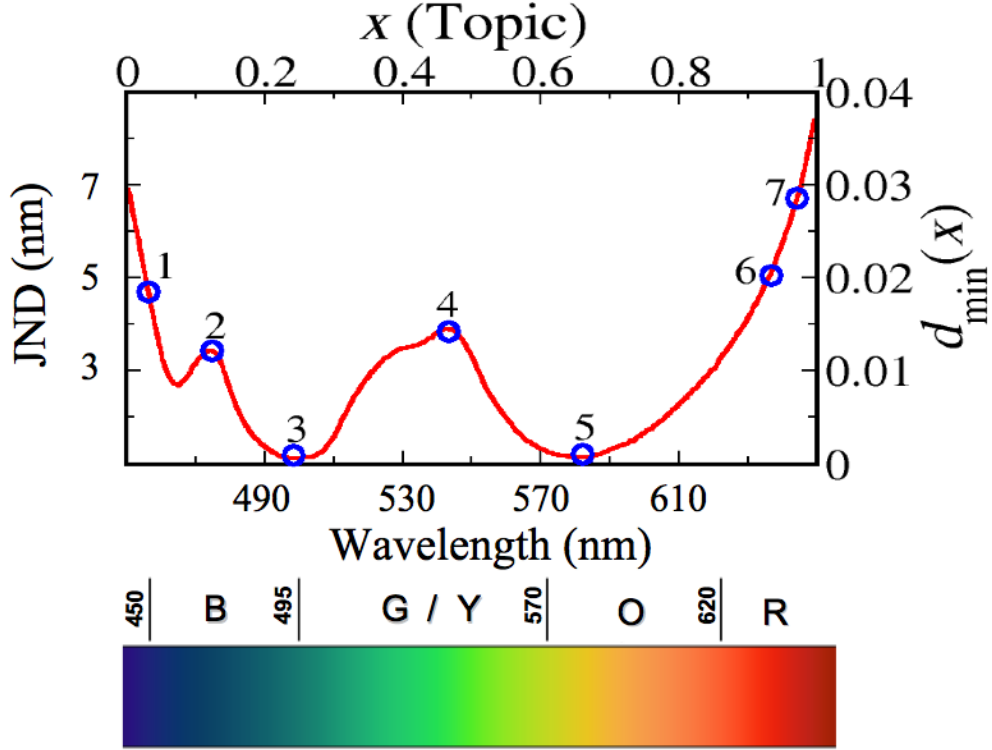 x (Topic)
0 0.2 0.4 0.6 0.8 1
0.04
7 0.03
5 0.02
3 0.01
0
JND (nm)
d min (x)
1
2
3
4
5
6
7
490 530 570 610
Wavelength (nm)
450 B 495 G / Y 570 O 620 R